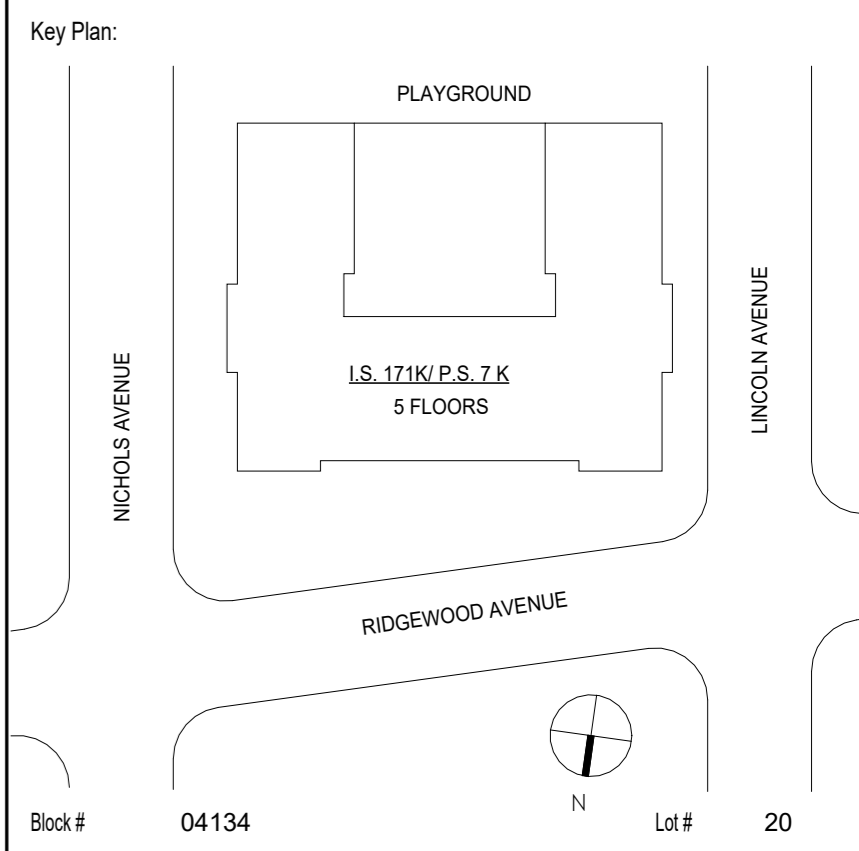 Key Plan:
PLAYGROUND
NICHOLS AVENUE
I.S. 171K/ P.S. 7 K
5 FLOORS
LINCOLN AVENUE
RIDGEWOOD AVENUE
N
Block # 04134 Lot # 20